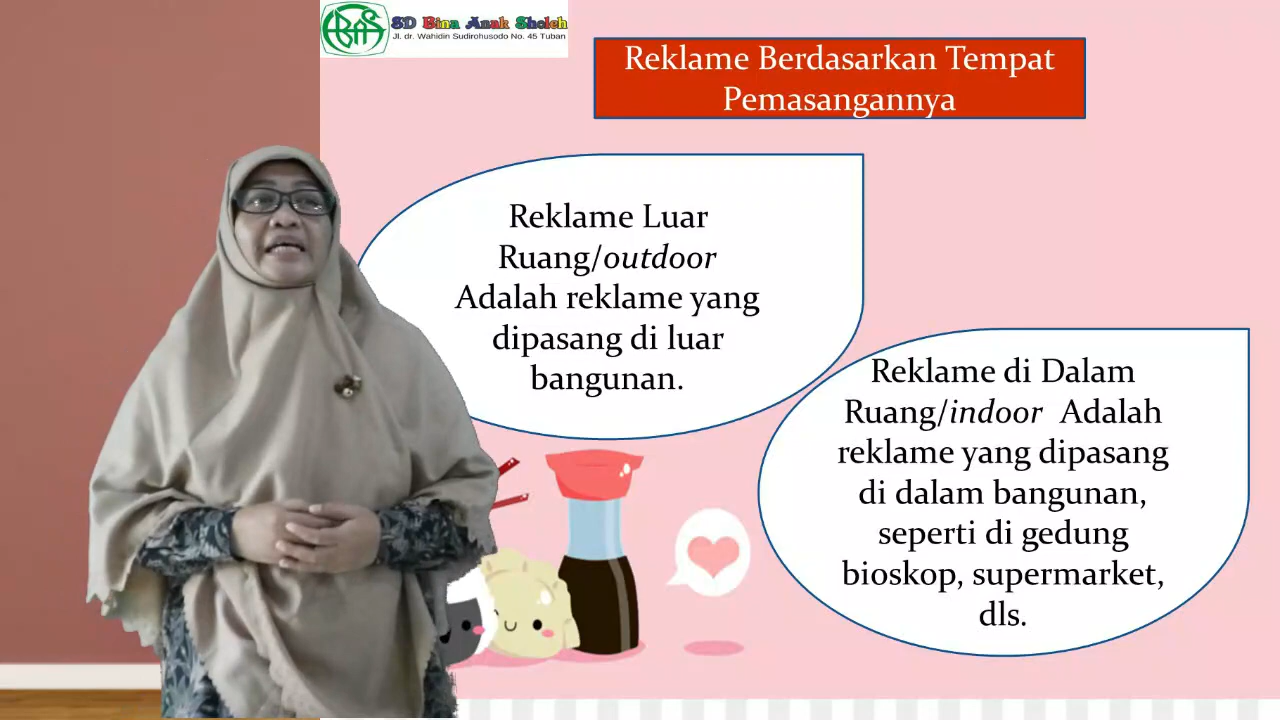 SD Bina Anak Sholeh
Jl. dr. Wahidin Sudirohusodo No. 45 Tuban
Reklame Berdasarkan Tempat
Pemasangannya
Reklame Luar
Ruang/outdoor
Adalah reklame yang
dipasang di luar
bangunan.
Reklame di Dalam
Ruang/indoor Adalah
reklame yang dipasang
di dalam bangunan,
seperti di gedung
bioskop, supermarket,
dls.